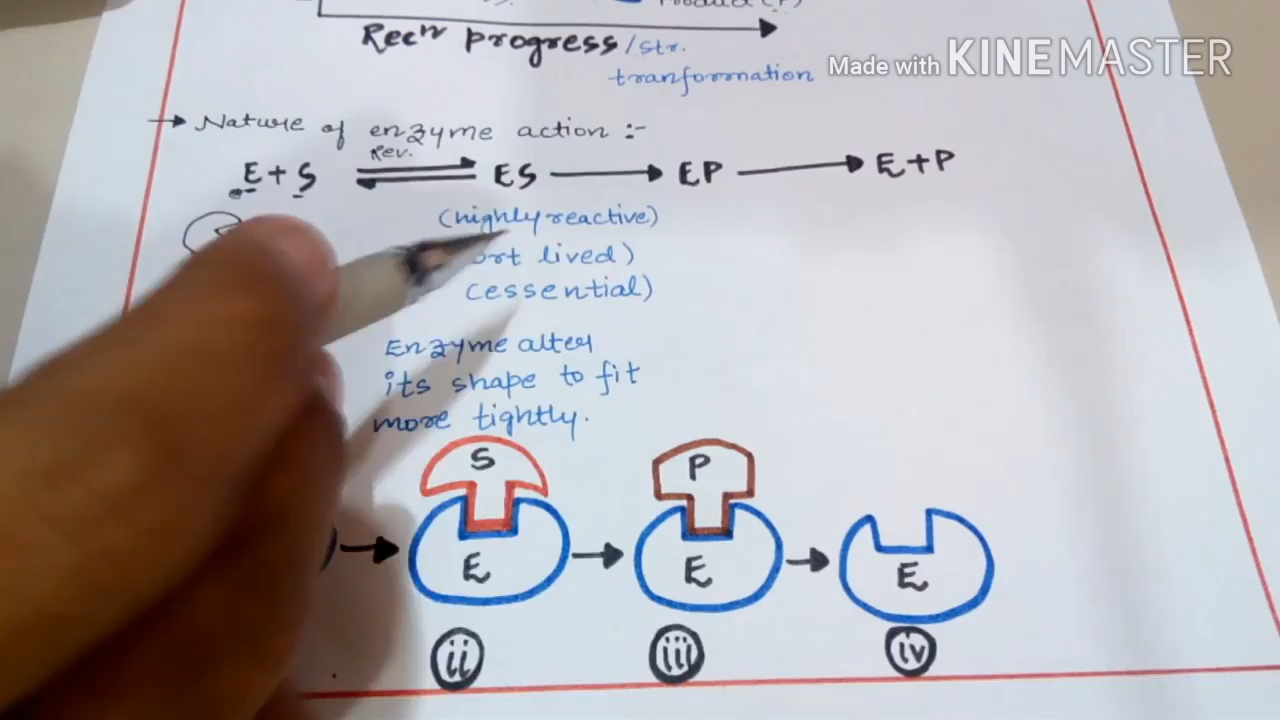 Recⁿ progress/str.
tranformation
Made with KINEMASTER
→ Nature of enzyme action :-
Rev.
E + S ⇌ ES → EP → E + P
(highly reactive)
lived)
(essential)
Enzyme alter
its shape to fit
more tightly.
S P
E E E
ii iii iv